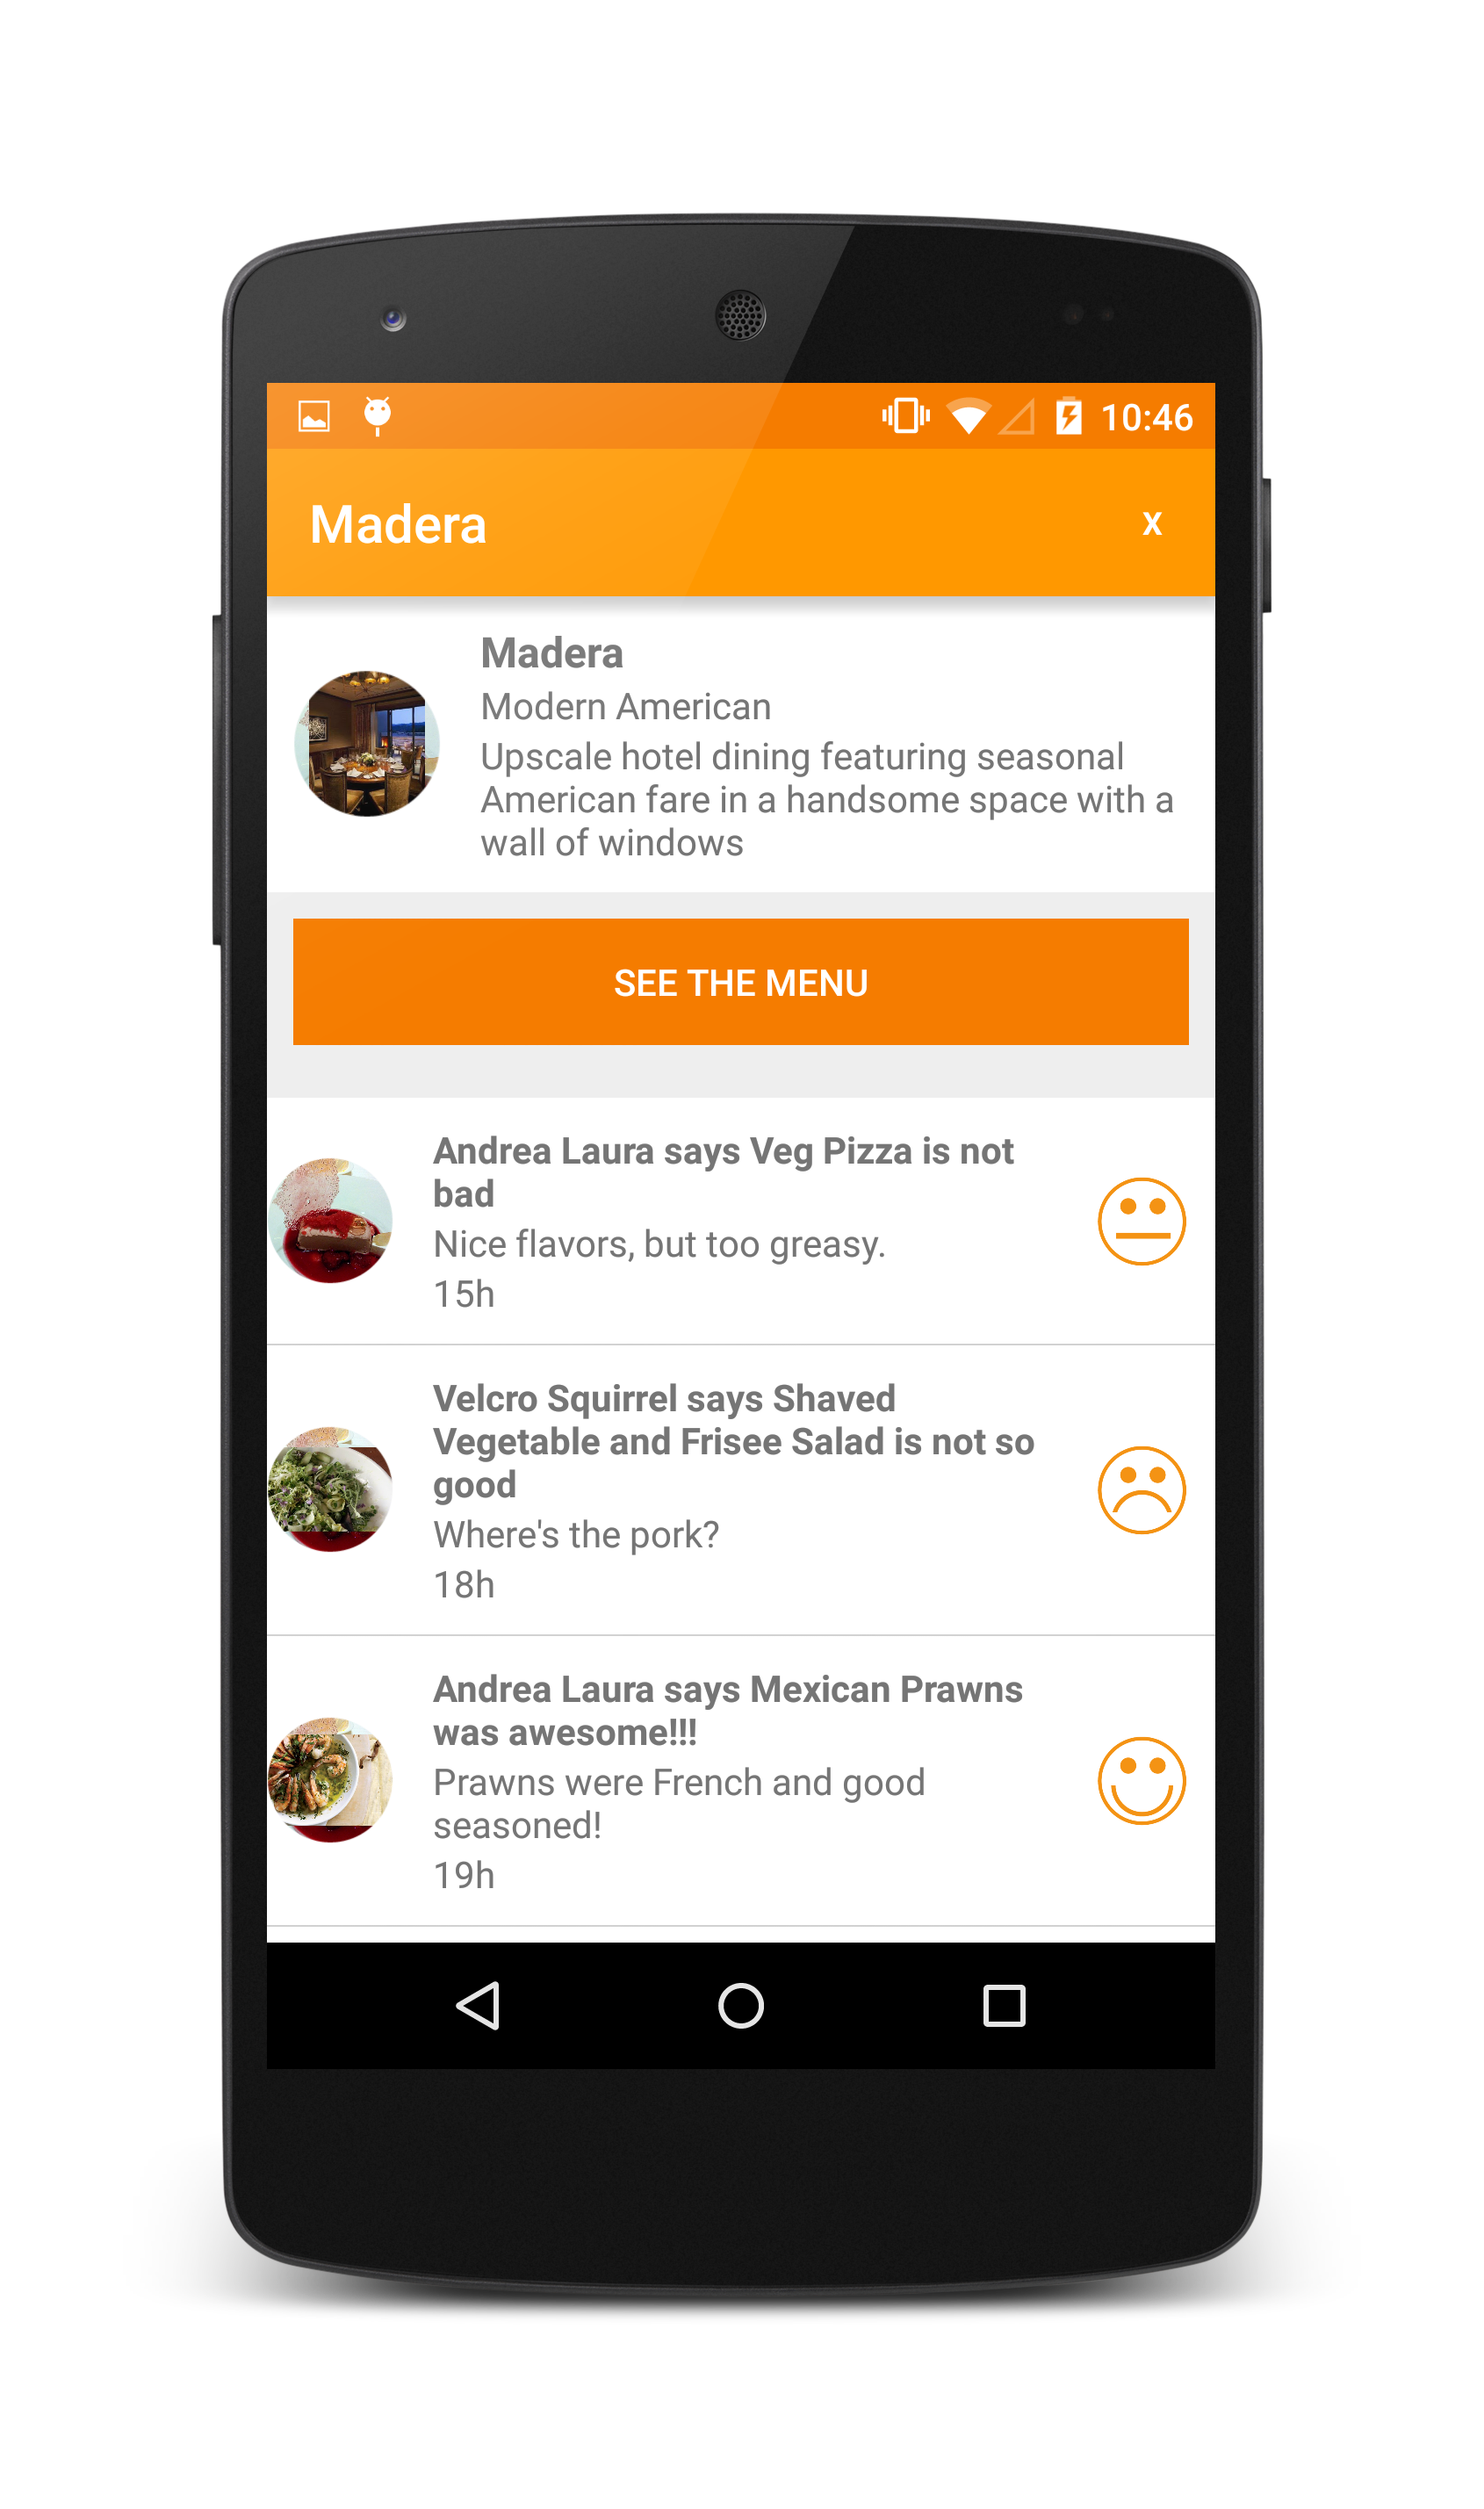 10:46
Madera
x
Madera
Modern American
Upscale hotel dining featuring seasonal
American fare in a handsome space with a
wall of windows
SEE THE MENU
Andrea Laura says Veg Pizza is not
bad
Nice flavors, but too greasy.
15h
Velcro Squirrel says Shaved
Vegetable and Frisee Salad is not so
good
Where's the pork?
18h
Andrea Laura says Mexican Prawns
was awesome!!!
Prawns were French and good
seasoned!
19h